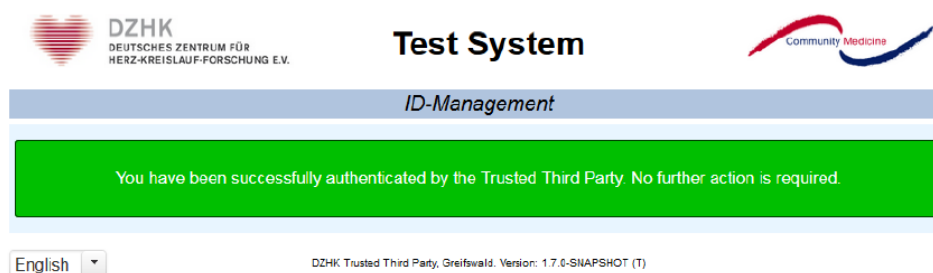 DZHK
DEUTSCHES ZENTRUM FÜR
HERZ-KREISLAUF-FORSCHUNG E.V.
Test System
Community Medicine
ID-Management
You have been successfully authenticated by the Trusted Third Party. No further action is required.
English
DZHK Trusted Third Party, Greifswald. Version: 1.7.0-SNAPSHOT (T)